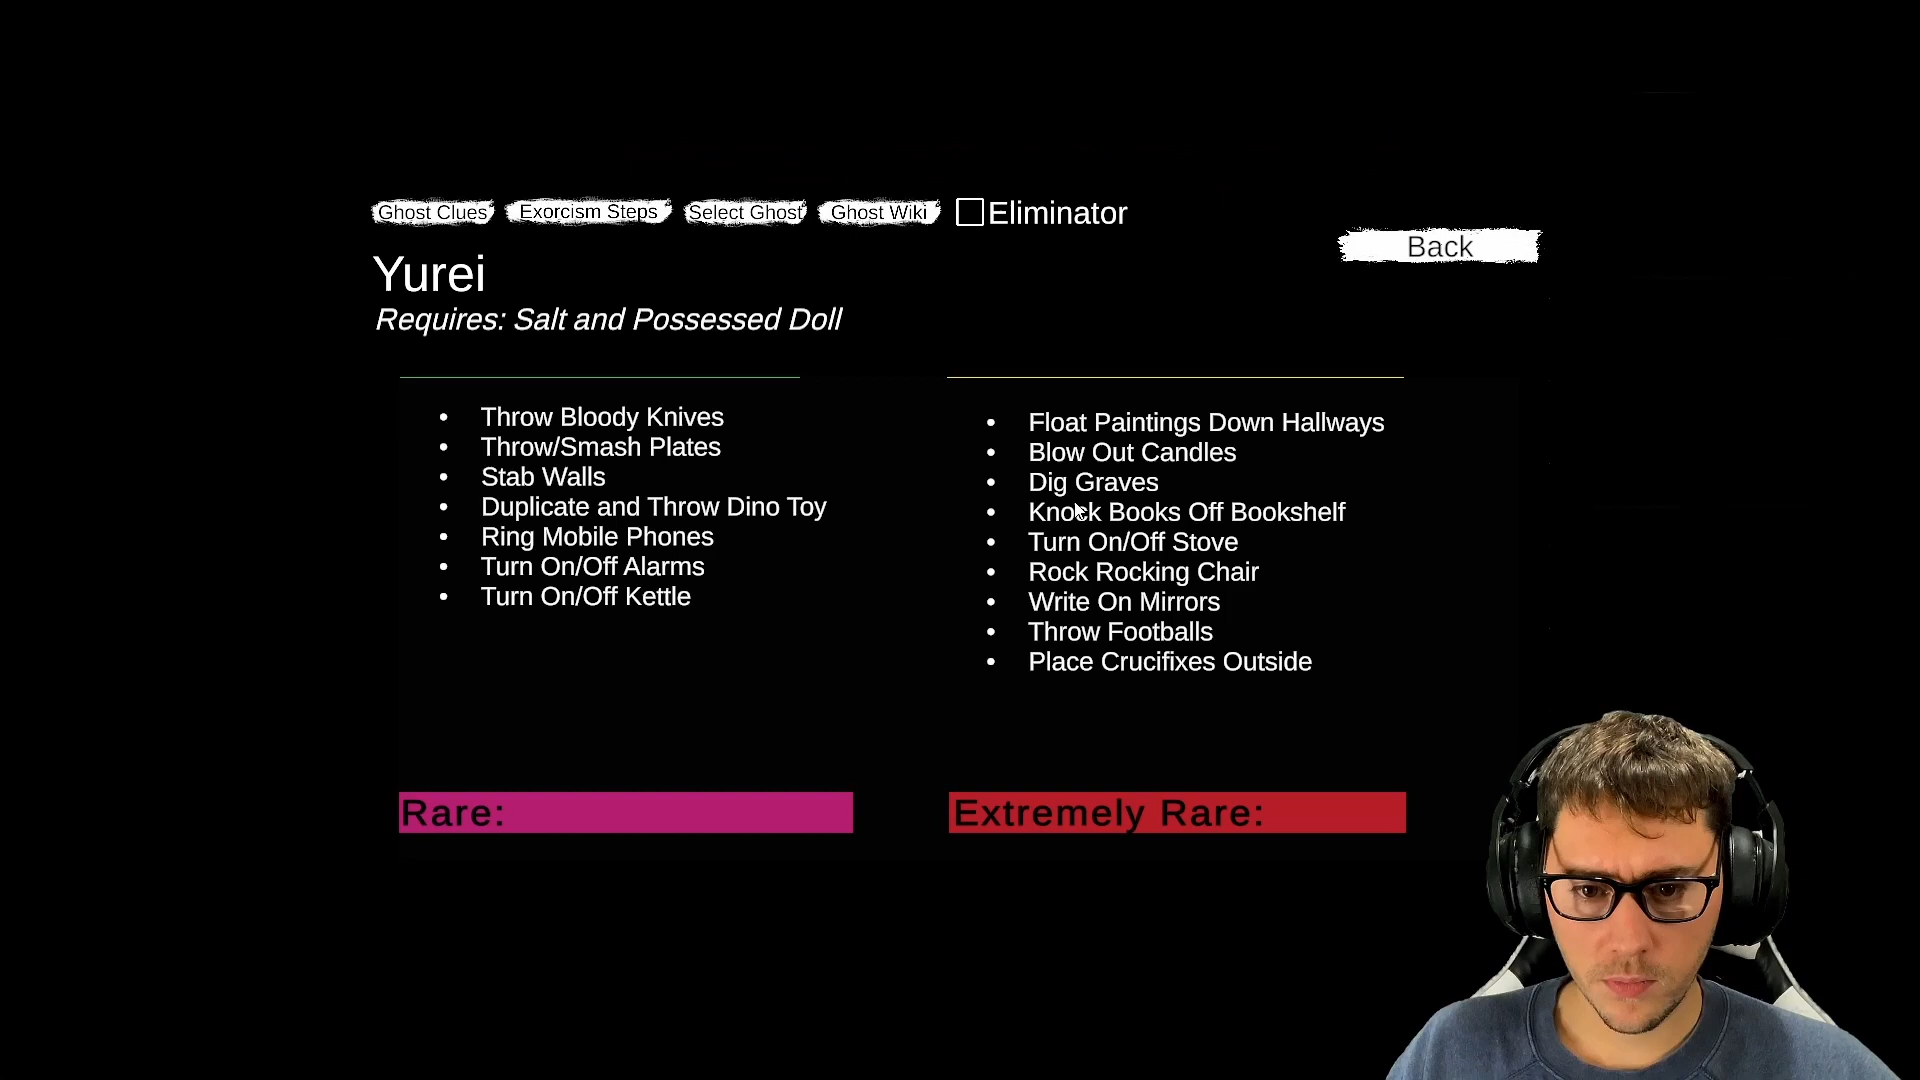 Ghost Clues Exorcism Steps Select Ghost Ghost Wiki Eliminator
Back
Yurei
Requires: Salt and Possessed Doll
• Throw Bloody Knives
• Throw/Smash Plates
• Stab Walls
• Duplicate and Throw Dino Toy
• Ring Mobile Phones
• Turn On/Off Alarms
• Turn On/Off Kettle
• Float Paintings Down Hallways
• Blow Out Candles
• Dig Graves
• Knock Books Off Bookshelf
• Turn On/Off Stove
• Rock Rocking Chair
• Write On Mirrors
• Throw Footballs
• Place Crucifixes Outside
Rare:
Extremely Rare: